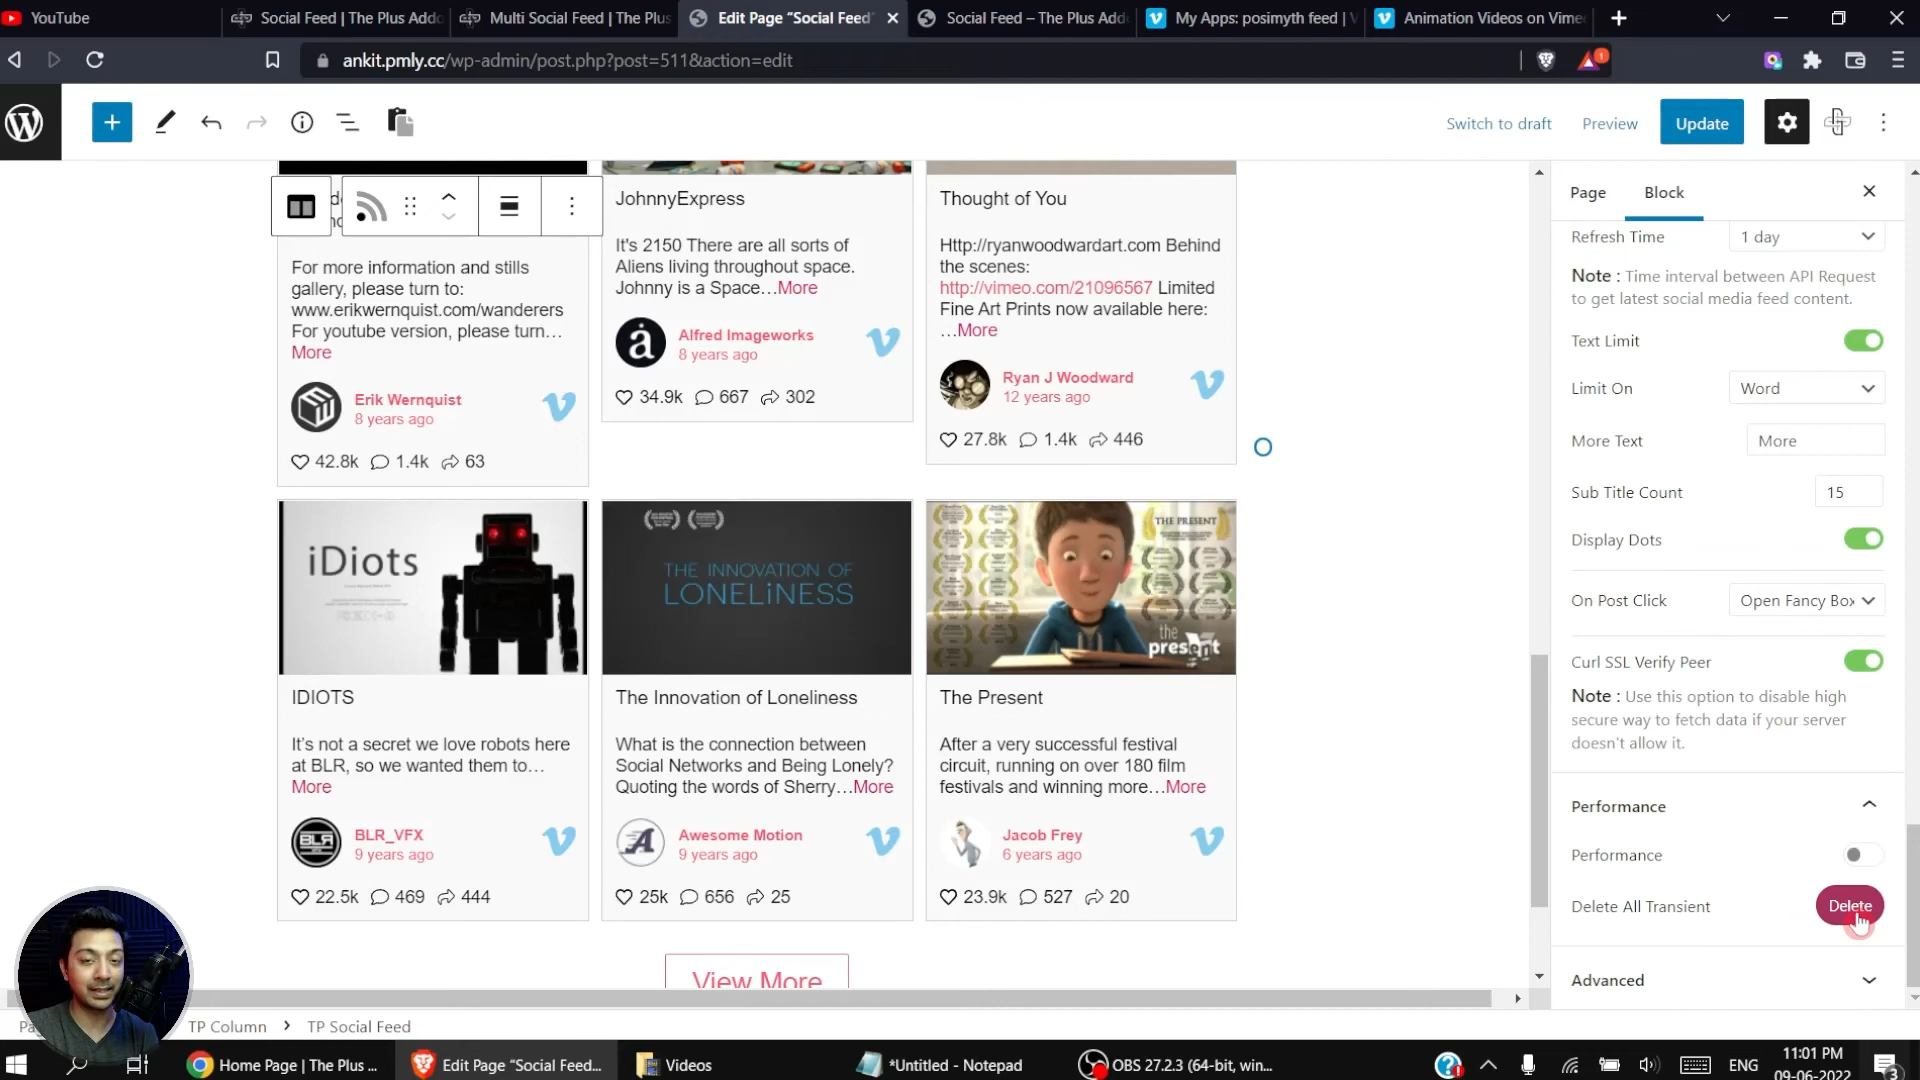 YouTube
Social Feed | The Plus Addo
Multi Social Feed | The Plus
Edit Page “Social Feed”
Social Feed – The Plus Add
My Apps: posimyth feed | V
Animation Videos on Vime
ankit.pmly.cc/wp-admin/post.php?post=511&action=edit
1
Switch to draft
Preview
Update
Page
Block
For more information and stills
gallery, please turn to:
www.erikwernquist.com/wanderers
For youtube version, please turn…
More
Erik Wernquist
8 years ago
42.8k 1.4k 63
JohnnyExpress
It's 2150 There are all sorts of
Aliens living throughout space.
Johnny is a Space…More
Alfred Imageworks
8 years ago
34.9k 667 302
Thought of You
Http://ryanwoodwardart.com Behind
the scenes:
http://vimeo.com/21096567 Limited
Fine Art Prints now available here:
…More
Ryan J Woodward
12 years ago
27.8k 1.4k 446
iDiots
IDIOTS
It's not a secret we love robots here
at BLR, so we wanted them to…
More
BLR
BLR_VFX
9 years ago
22.5k 469 444
THE INNOVATION OF
LONELiNESS
The Innovation of Loneliness
What is the connection between
Social Networks and Being Lonely?
Quoting the words of Sherry…More
Awesome Motion
9 years ago
25k 656 25
THE PRESENT
the
present
The Present
After a very successful festival
circuit, running on over 180 film
festivals and winning more…More
Jacob Frey
6 years ago
23.9k 527 20
View More
Refresh Time
1 day
Note : Time interval between API Request
to get latest social media feed content.
Text Limit
Limit On
Word
More Text
More
Sub Title Count
15
Display Dots
On Post Click
Open Fancy Box
Curl SSL Verify Peer
Note : Use this option to disable high
secure way to fetch data if your server
doesn't allow it.
Performance
Performance
Delete All Transient
Delete
Advanced
TP Column
TP Social Feed
Home Page | The Plus ...
Edit Page “Social Feed...
Videos
*Untitled - Notepad
OBS 27.2.3 (64-bit, win...
ENG
11:01 PM
09-06-2022
3